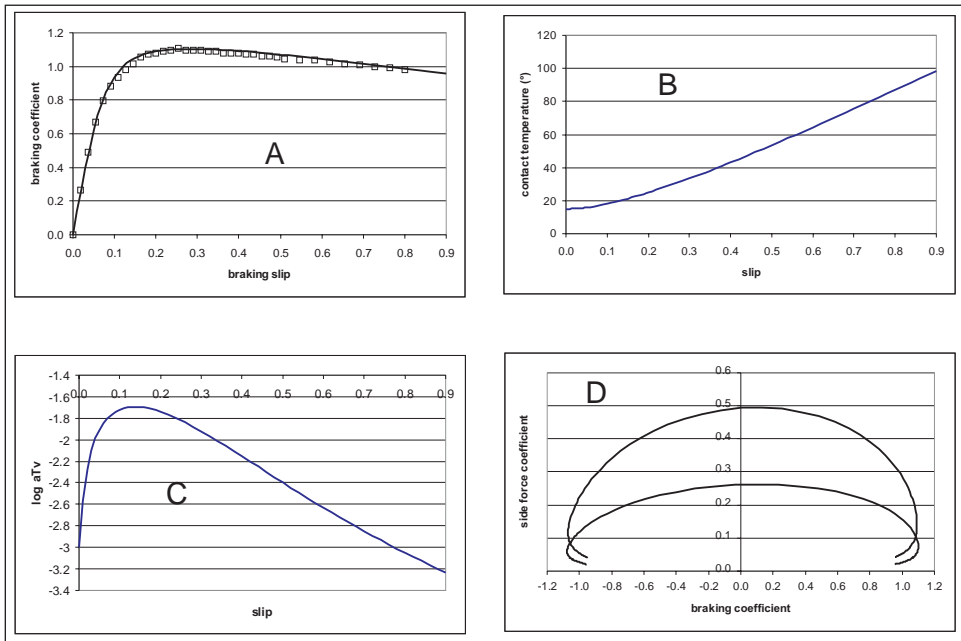 1.2
1.0
0.8
0.6
0.4
0.2
0.0
0.0 0.1 0.2 0.3 0.4 0.5 0.6 0.7 0.8 0.9
braking coefficient
braking slip
A
120
100
80
60
40
20
0
0.0 0.1 0.2 0.3 0.4 0.5 0.6 0.7 0.8 0.9
contact temperature (°)
slip
B
-1.4
-1.6
-1.8
-2
-2.2
-2.4
-2.6
-2.8
-3
-3.2
-3.4
0.0 0.1 0.2 0.3 0.4 0.5 0.6 0.7 0.8 0.9
log aTv
slip
C
0.6
0.5
0.4
0.3
0.2
0.1
0.0
-1.2 -1.0 -0.8 -0.6 -0.4 -0.2 0.0 0.2 0.4 0.6 0.8 1.0 1.2
side force coefficient
braking coefficient
D